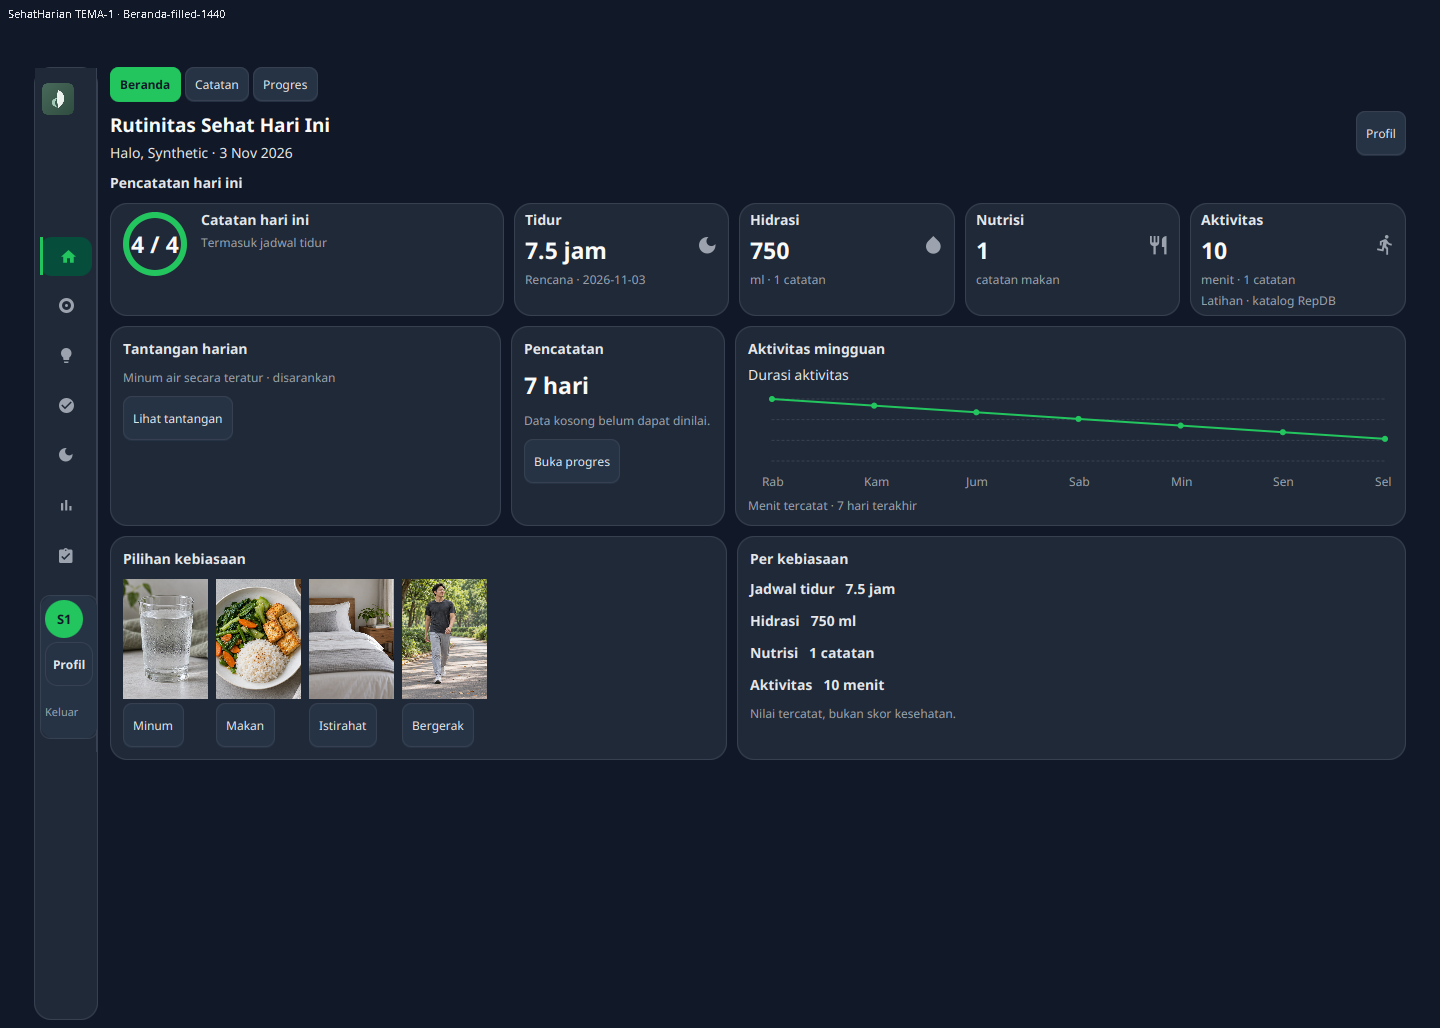 SehatHarian TEMA-1 · Beranda-filled-1440
Beranda
Catatan
Progres
Rutinitas Sehat Hari Ini
Halo, Synthetic · 3 Nov 2026
Profil
Pencatatan hari ini
4 / 4
Catatan hari ini
Termasuk jadwal tidur
Tidur
7.5 jam
Rencana · 2026-11-03
Hidrasi
750
ml · 1 catatan
Nutrisi
1
catatan makan
Aktivitas
10
menit · 1 catatan
Latihan · katalog RepDB
Tantangan harian
Minum air secara teratur · disarankan
Lihat tantangan
Pencatatan
7 hari
Data kosong belum dapat dinilai.
Buka progres
Aktivitas mingguan
Durasi aktivitas
Rab Kam Jum Sab Min Sen Sel
Menit tercatat · 7 hari terakhir
Pilihan kebiasaan
Minum
Makan
Istirahat
Bergerak
Per kebiasaan
Jadwal tidur 7.5 jam
Hidrasi 750 ml
Nutrisi 1 catatan
Aktivitas 10 menit
Nilai tercatat, bukan skor kesehatan.
S1
Profil
Keluar